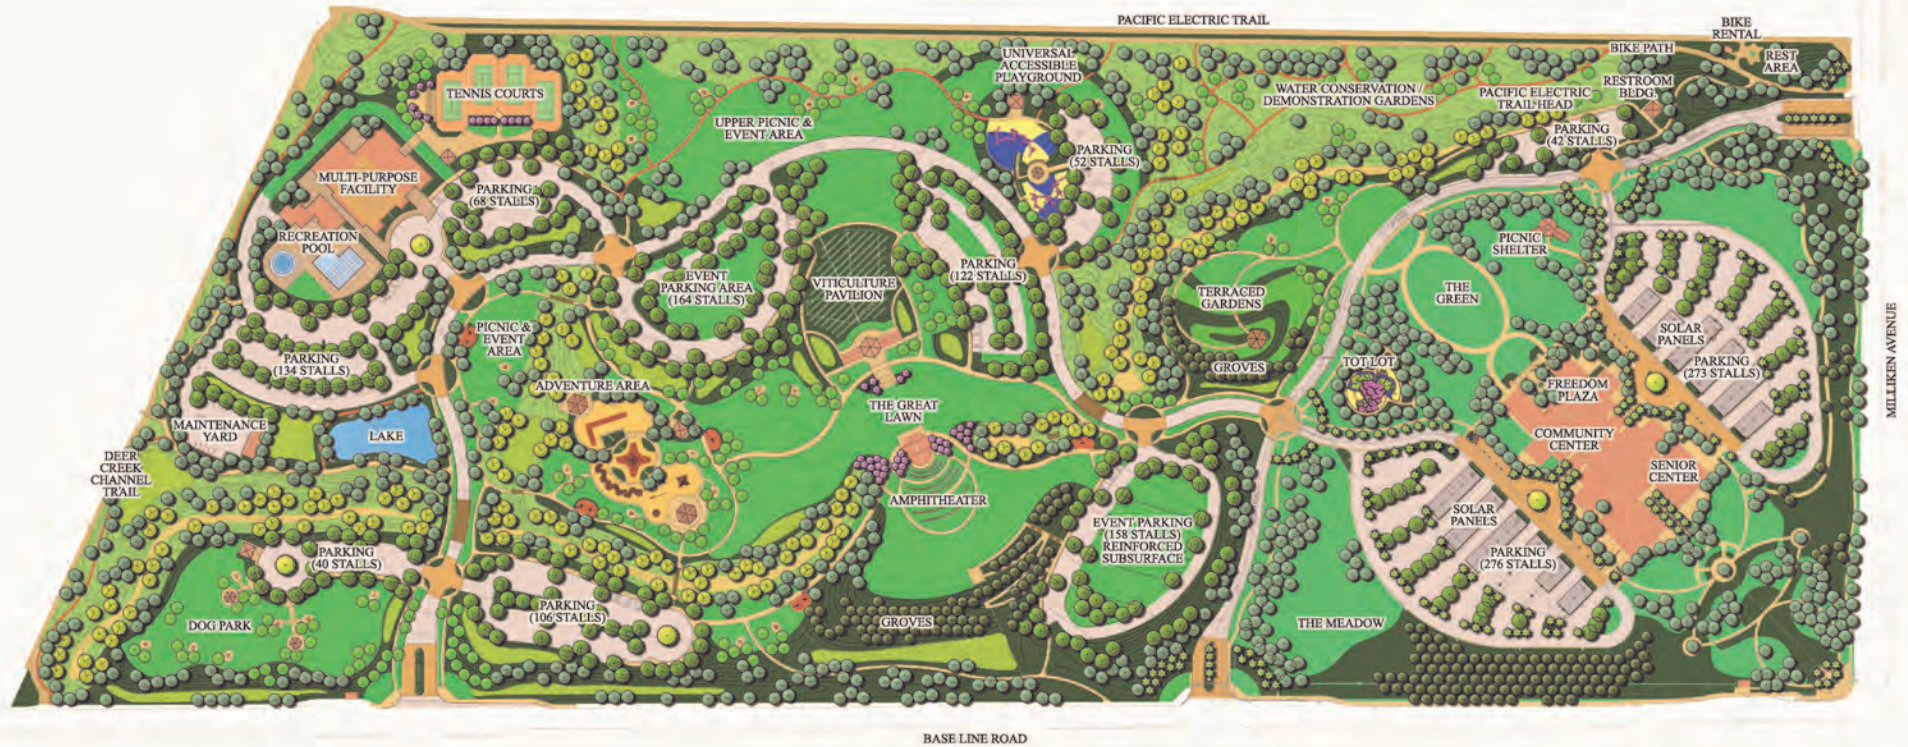 PACIFIC ELECTRIC TRAIL
BIKE
RENTAL
BIKE PATH
REST
AREA
UNIVERSAL
ACCESSIBLE
PLAYGROUND
RESTROOM
BLDG.
TENNIS COURTS
WATER CONSERVATION /
DEMONSTRATION GARDENS
PACIFIC ELECTRIC
TRAIL HEAD
UPPER PICNIC &
EVENT AREA
PARKING
(42 STALLS)
PARKING
(52 STALLS)
MULTI-PURPOSE
FACILITY
PARKING
(68 STALLS)
RECREATION
POOL
PICNIC
SHELTER
EVENT
PARKING AREA
(164 STALLS)
VITICULTURE
PAVILION
PARKING
(122 STALLS)
TERRACED
GARDENS
THE
GREEN
PICNIC &
EVENT
AREA
SOLAR
PANELS
PARKING
(273 STALLS)
MILLIKEN AVENUE
PARKING
(134 STALLS)
GROVES
TOT LOT
ADVENTURE AREA
FREEDOM
PLAZA
THE GREAT
LAWN
MAINTENANCE
YARD
LAKE
COMMUNITY
CENTER
SENIOR
CENTER
DEER
CREEK
CHANNEL
TRAIL
AMPHITHEATER
SOLAR
PANELS
EVENT PARKING
(158 STALLS)
REINFORCED
SUBSURFACE
PARKING
(40 STALLS)
PARKING
(276 STALLS)
PARKING
(106 STALLS)
DOG PARK
GROVES
THE MEADOW
BASE LINE ROAD